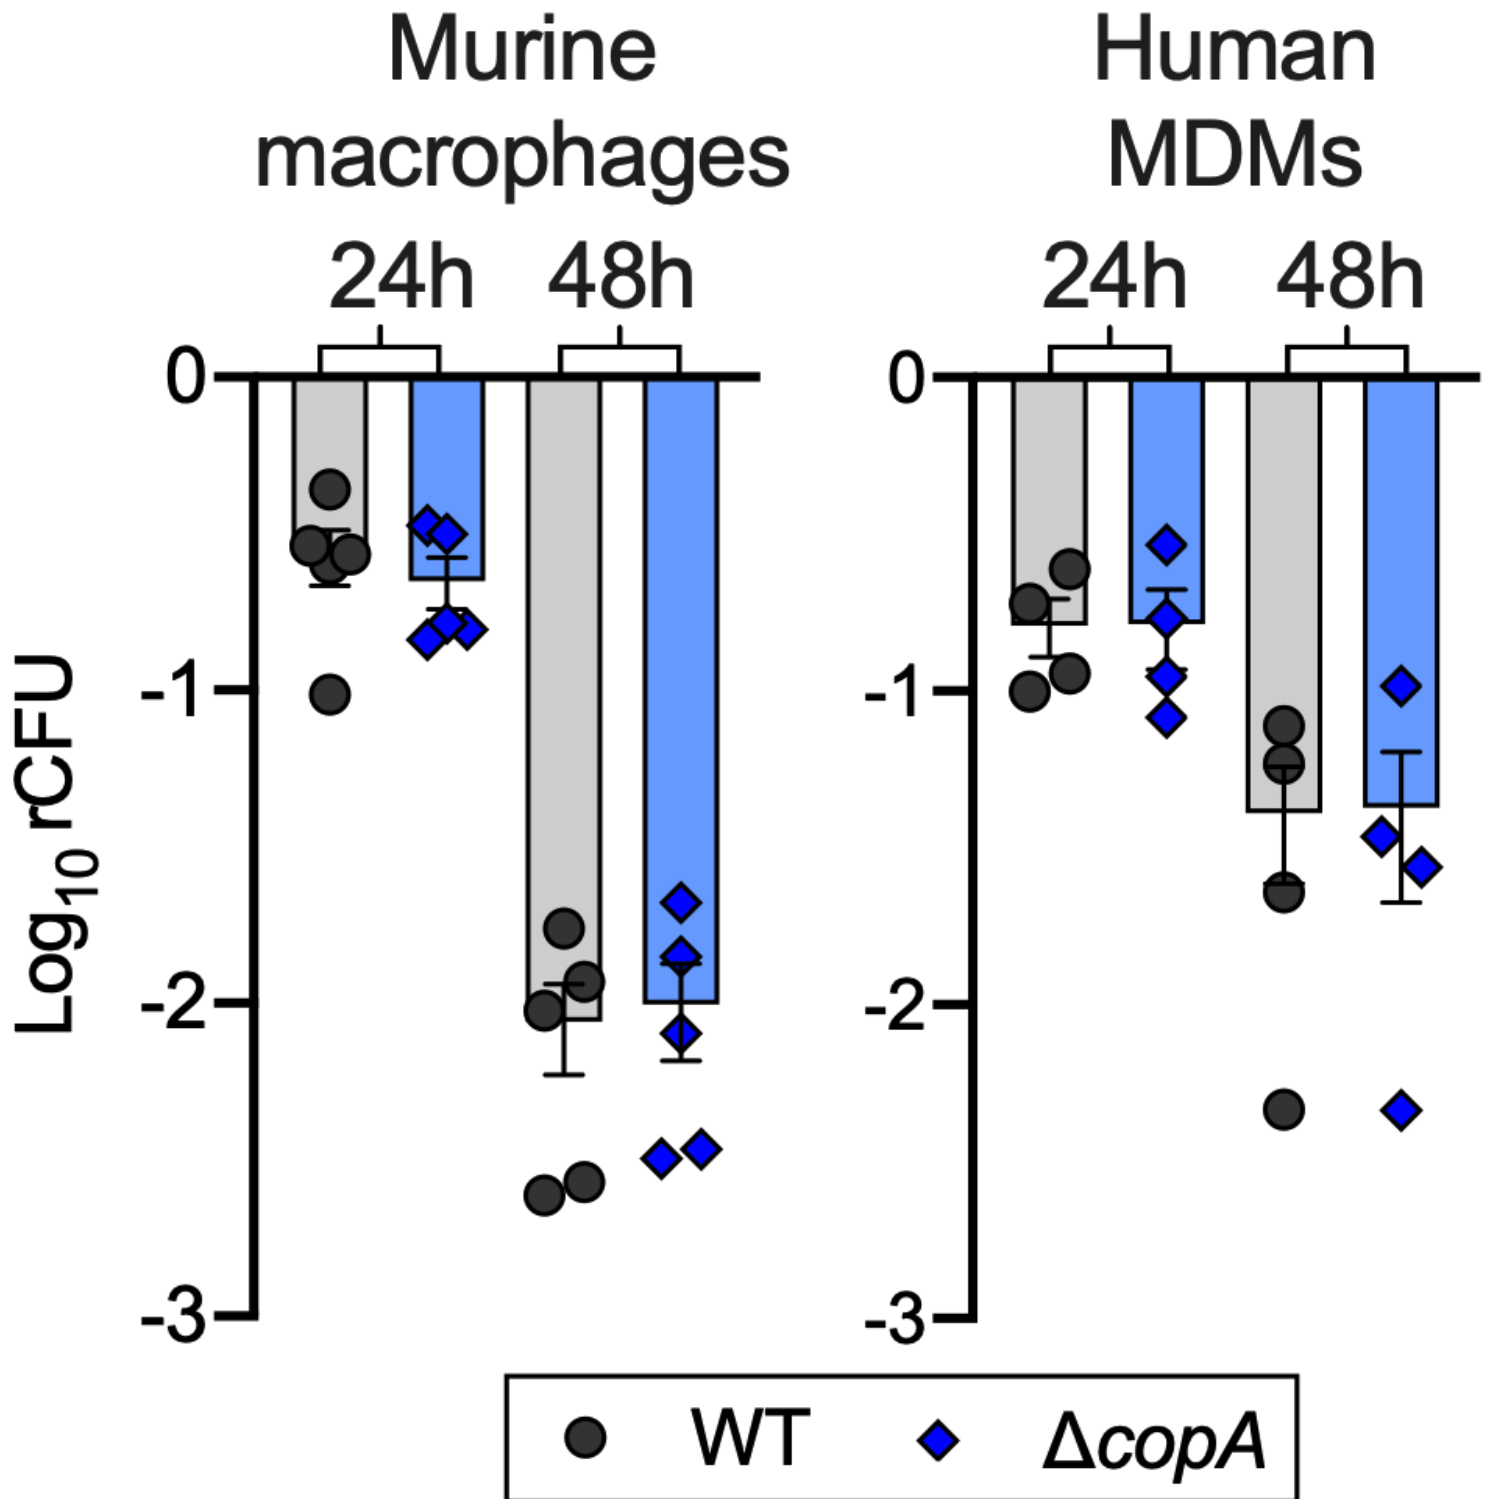 Murine
macrophages
Human
MDMs
24h 48h
24h 48h
0
-1
-2
-3
0
-1
-2
-3
Log10 rCFU
WT ΔcopA